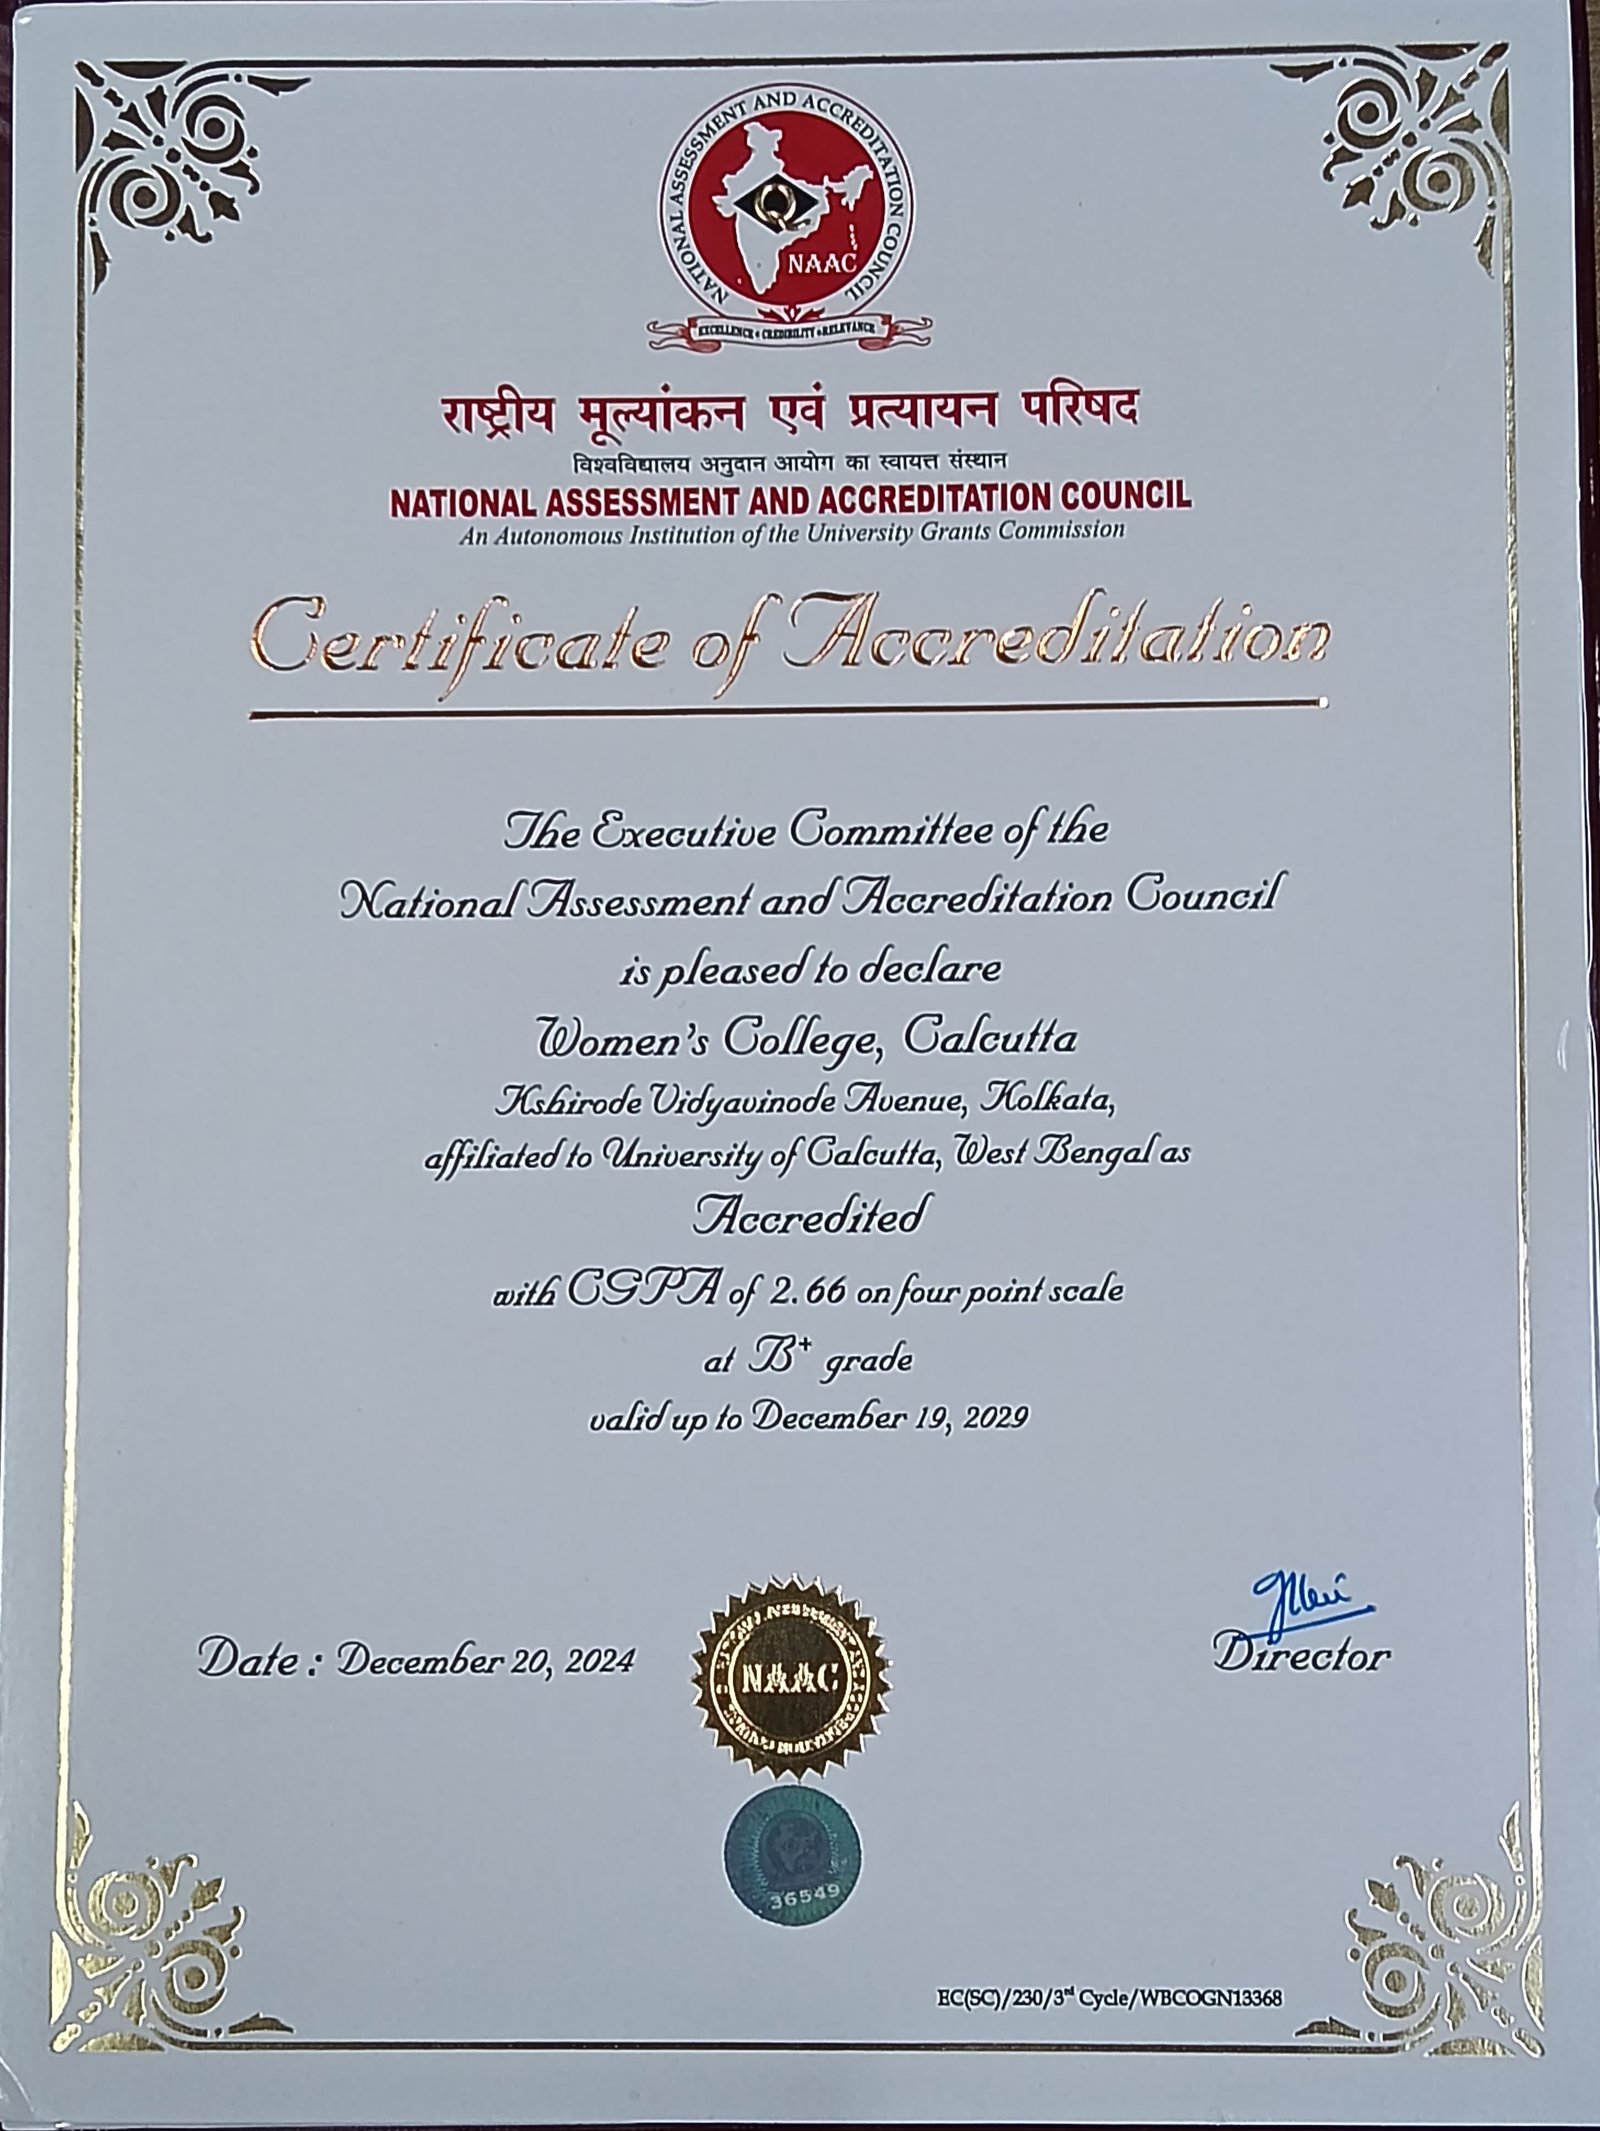 NATIONAL ASSESSMENT AND ACCREDITATION COUNCIL
Q
NAAC
EXCELLENCE • CREDIBILITY • RELEVANCE
राष्ट्रीय मूल्यांकन एवं प्रत्यायन परिषद
विश्वविद्यालय अनुदान आयोग का स्वायत्त संस्थान
NATIONAL ASSESSMENT AND ACCREDITATION COUNCIL
An Autonomous Institution of the University Grants Commission
Certificate of Accreditation
The Executive Committee of the
National Assessment and Accreditation Council
is pleased to declare
Women's College, Calcutta
Kshirode Vidyavinode Avenue, Kolkata,
affiliated to University of Calcutta, West Bengal as
Accredited
with CGPA of 2.66 on four point scale
at B⁺ grade
valid up to December 19, 2029
Date : December 20, 2024
NAAC
Director
36549
EC(SC)/230/3ʳᵈ Cycle/WBCOGN13368